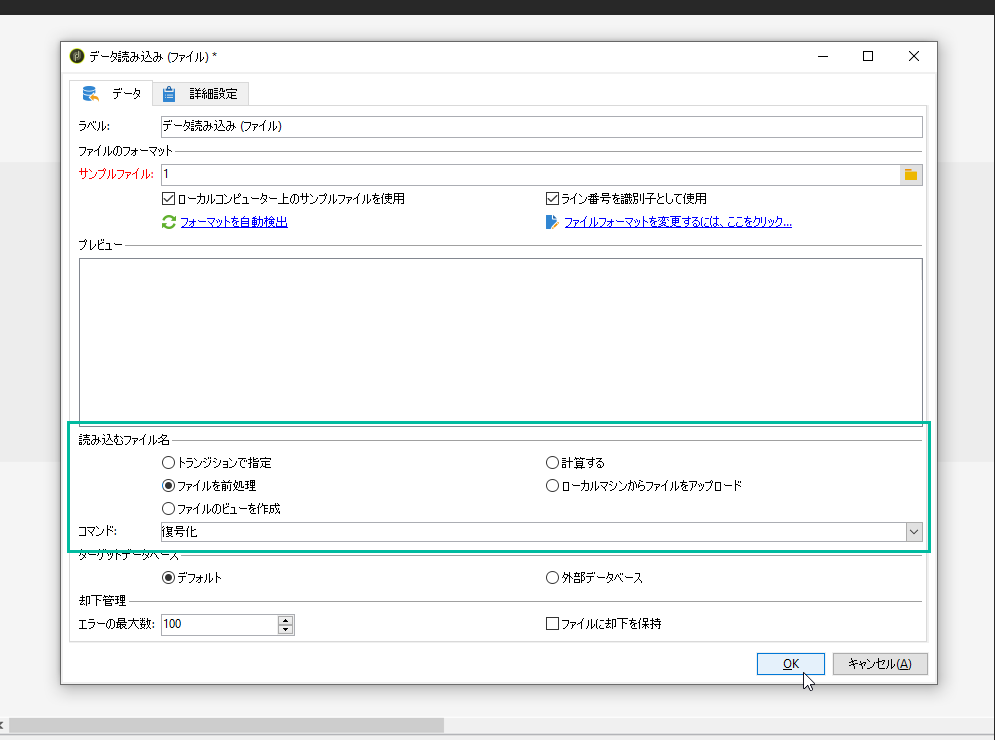 データ読み込み (ファイル) *
データ 詳細設定
ラベル: データ読み込み (ファイル)
ファイルのフォーマット
サンプルファイル: 1
ローカルコンピューター上のサンプルファイルを使用 ライン番号を識別子として使用
フォーマットを自動検出 ファイルフォーマットを変更するには、ここをクリック...
プレビュー
読み込むファイル名
トランジションで指定 計算する
ファイルを前処理 ローカルマシンからファイルをアップロード
ファイルのビューを作成
コマンド: 復号化
ターゲットデータベース
デフォルト 外部データベース
却下管理
エラーの最大数: 100 ファイルに却下を保持
OK キャンセル(A)